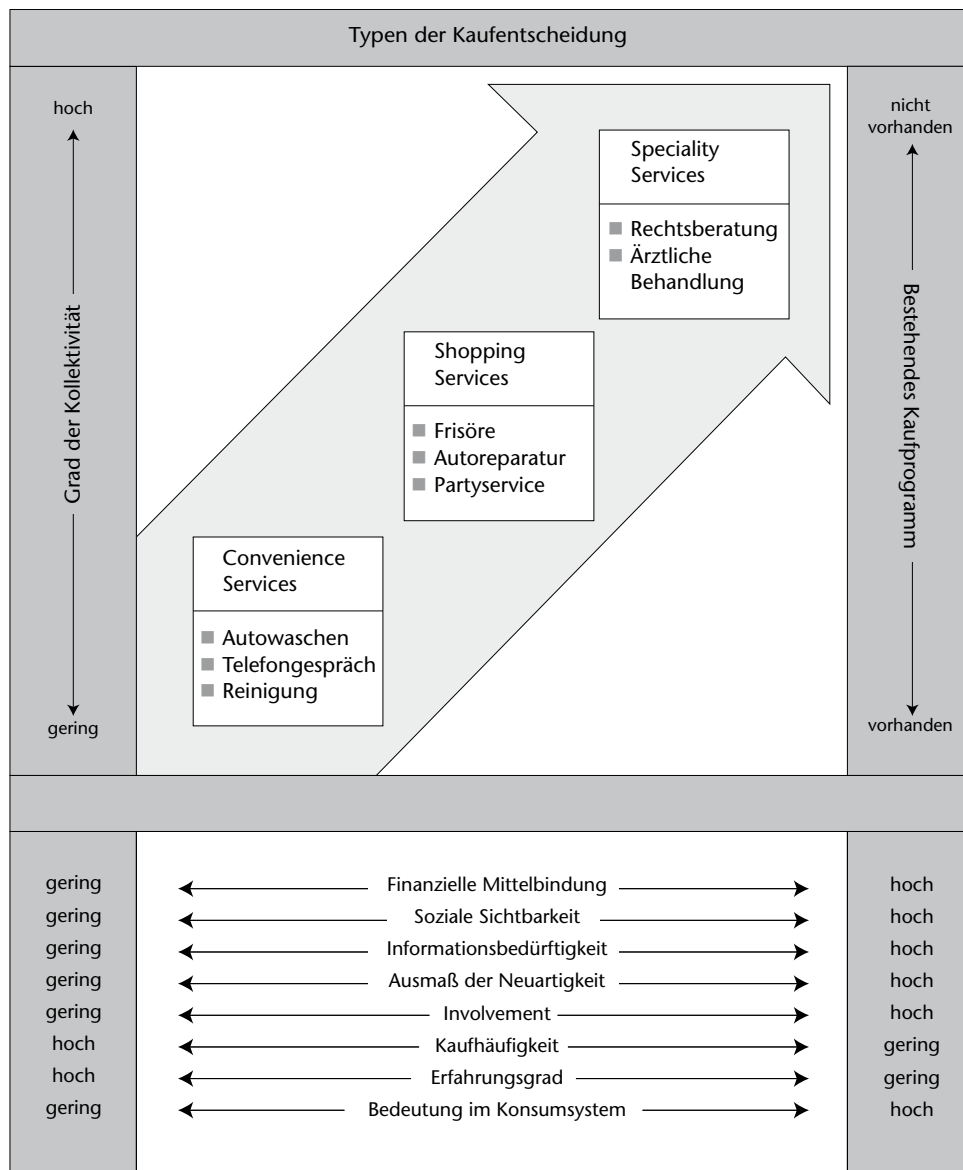 Typen der Kaufentscheidung
hoch
Grad der Kollektivität
gering
Speciality
Services
Rechtsberatung
Ärztliche
Behandlung
Shopping
Services
Frisöre
Autoreparatur
Partyservice
Convenience
Services
Autowaschen
Telefongespräch
Reinigung
nicht
vorhanden
Bestehendes Kaufprogramm
vorhanden
gering Finanzielle Mittelbindung hoch
gering Soziale Sichtbarkeit hoch
gering Informationsbedürftigkeit hoch
gering Ausmaß der Neuartigkeit hoch
gering Involvement hoch
hoch Kaufhäufigkeit gering
hoch Erfahrungsgrad gering
gering Bedeutung im Konsumsystem hoch